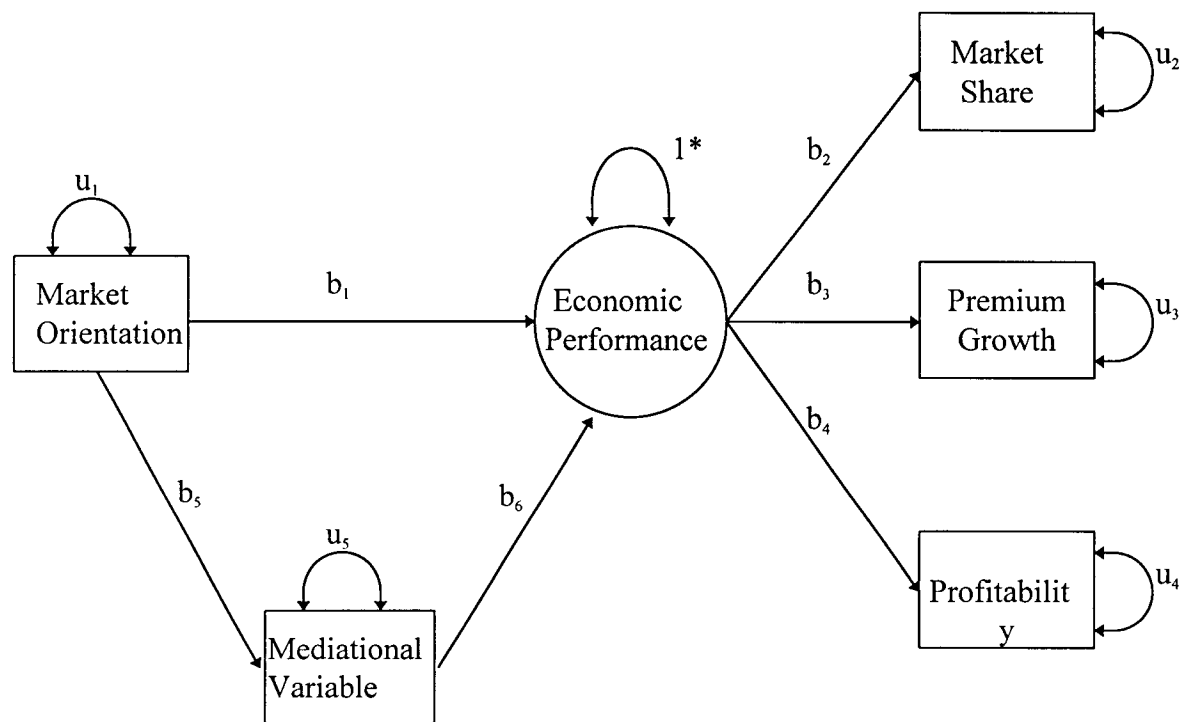 Market
Share
u₂
b₂
1*
u₁
Market
Orientation
b₁
Economic
Performance
b₃
Premium
Growth
u₃
b₄
b₅
b₆
u₅
Mediational
Variable
Profitabilit
y
u₄